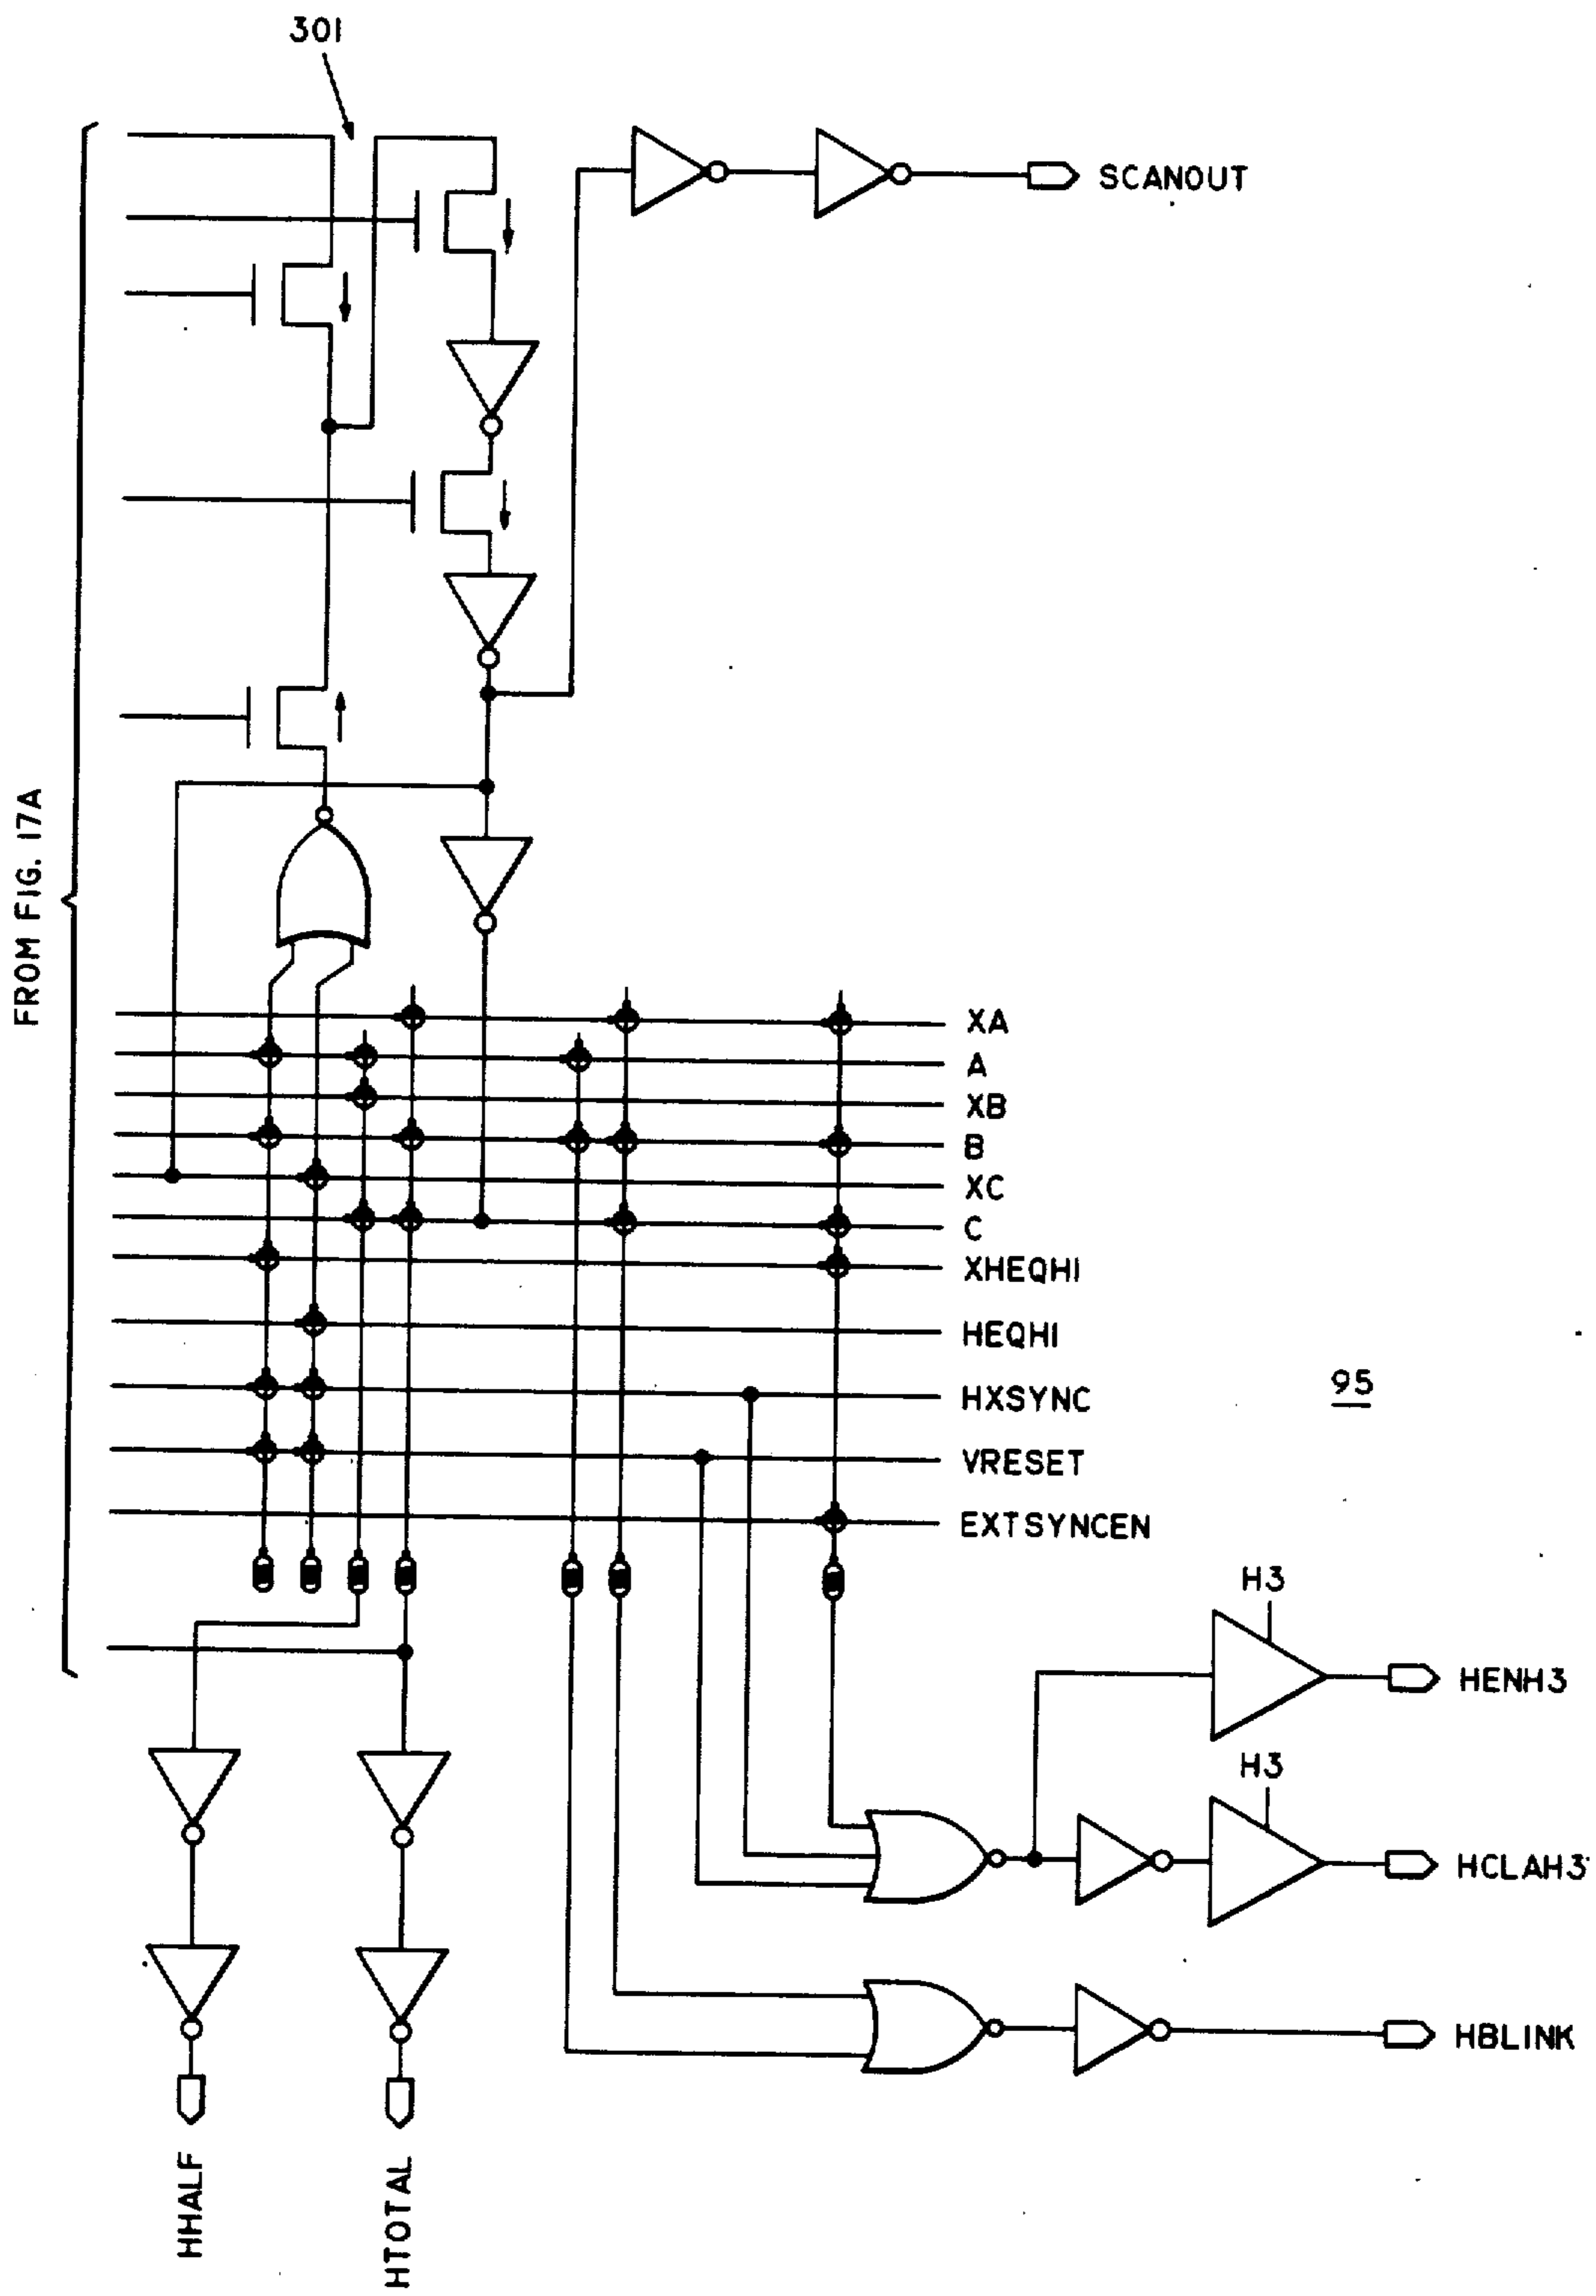 301
SCANOUT
FROM FIG. 17A
XA
A
XB
B
XC
C
XHEQHI
HEQHI
HXSYNC
95
VRESET
EXTSYNCEN
H3
HENH3
H3
HCLAH3
HBLINK
HHALF
HTOTAL